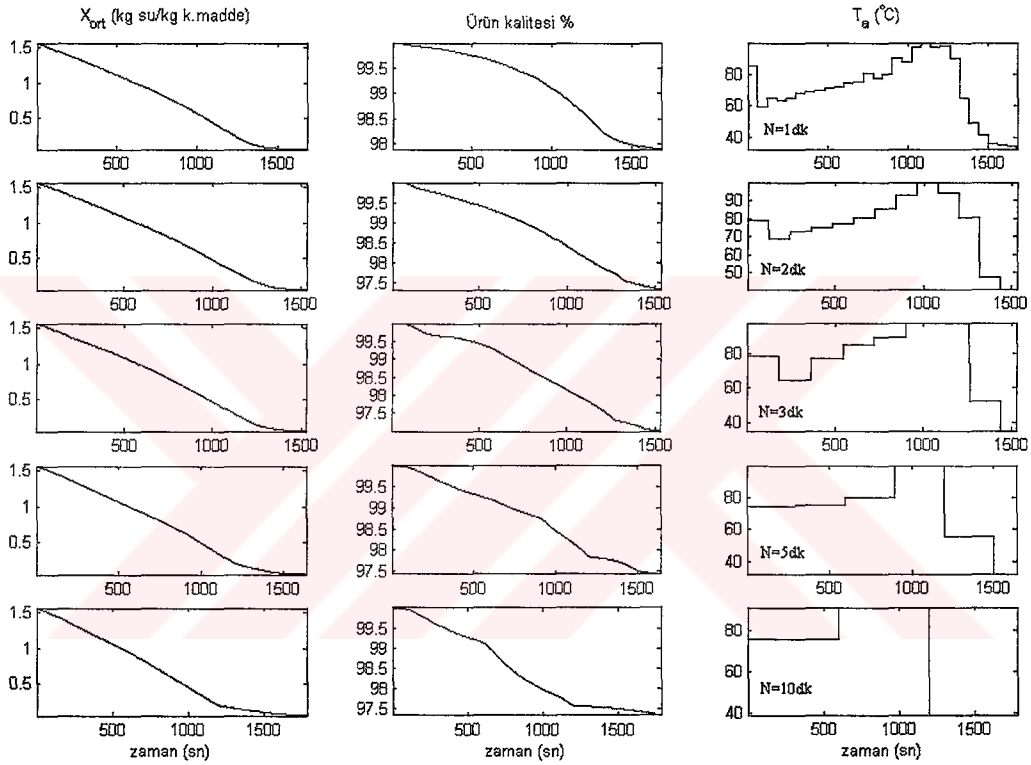 X_ort (kg su/kg k.madde) Ürün kalitesi % T_a (°C)
1.5 1 0.5 500 1000 1500
99.5 99 98.5 98 500 1000 1500
80 60 40 N=1dk 500 1000 1500
1.5 1 0.5 500 1000 1500
99.5 99 98.5 98 97.5 500 1000 1500
90 80 70 60 50 N=2dk 500 1000 1500
1.5 1 0.5 500 1000 1500
99.5 99 98.5 98 97.5 500 1000 1500
80 60 40 N=3dk 500 1000 1500
1.5 1 0.5 500 1000 1500
99.5 99 98.5 98 97.5 500 1000 1500
80 60 40 N=5dk 500 1000 1500
1.5 1 0.5 500 1000 1500
99.5 99 98.5 98 97.5 500 1000 1500
80 60 40 N=10dk 500 1000 1500
zaman (sn) zaman (sn) zaman (sn)